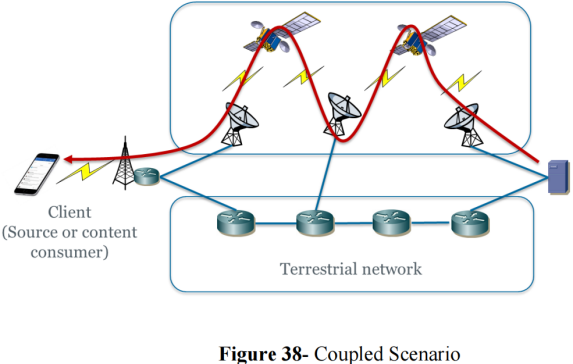 Client
(Source or content
consumer)
Terrestrial network
Figure 38- Coupled Scenario